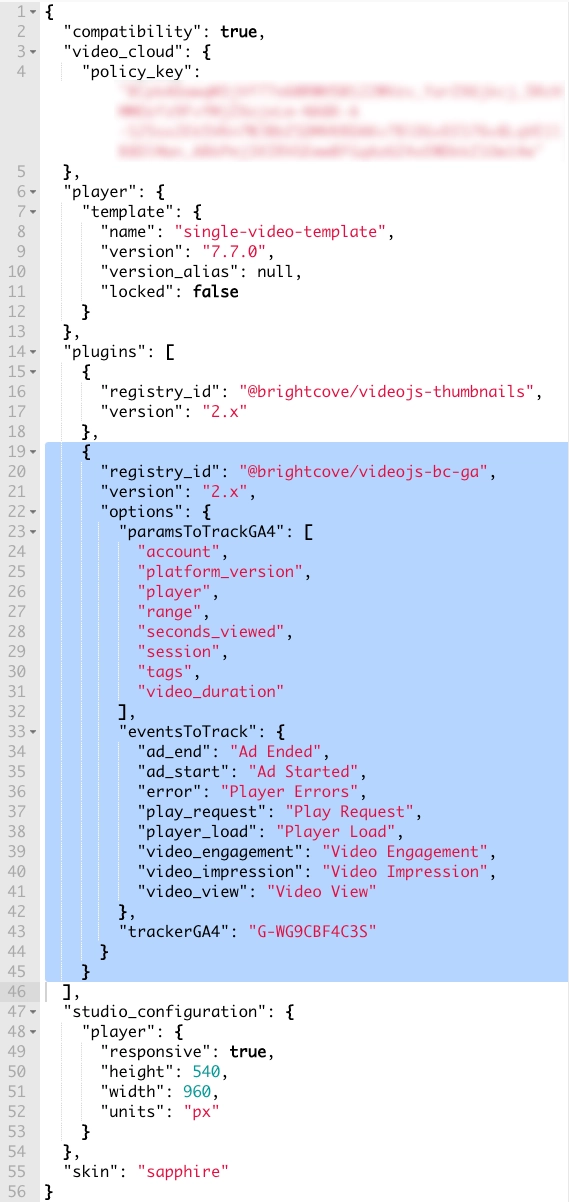 1 {
2 "compatibility": true,
3 "video_cloud": {
4 "policy_key":
5 },
6 "player": {
7 "template": {
8 "name": "single-video-template",
9 "version": "7.7.0",
10 "version_alias": null,
11 "locked": false
12 }
13 },
14 "plugins": [
15 {
16 "registry_id": "@brightcove/videojs-thumbnails",
17 "version": "2.x"
18 },
19 {
20 "registry_id": "@brightcove/videojs-bc-ga",
21 "version": "2.x",
22 "options": {
23 "paramsToTrackGA4": [
24 "account",
25 "platform_version",
26 "player",
27 "range",
28 "seconds_viewed",
29 "session",
30 "tags",
31 "video_duration"
32 ],
33 "eventsToTrack": {
34 "ad_end": "Ad Ended",
35 "ad_start": "Ad Started",
36 "error": "Player Errors",
37 "play_request": "Play Request",
38 "player_load": "Player Load",
39 "video_engagement": "Video Engagement",
40 "video_impression": "Video Impression",
41 "video_view": "Video View"
42 },
43 "trackerGA4": "G-WG9CBF4C3S"
44 }
45 }
46 ],
47 "studio_configuration": {
48 "player": {
49 "responsive": true,
50 "height": 540,
51 "width": 960,
52 "units": "px"
53 }
54 },
55 "skin": "sapphire"
56 }